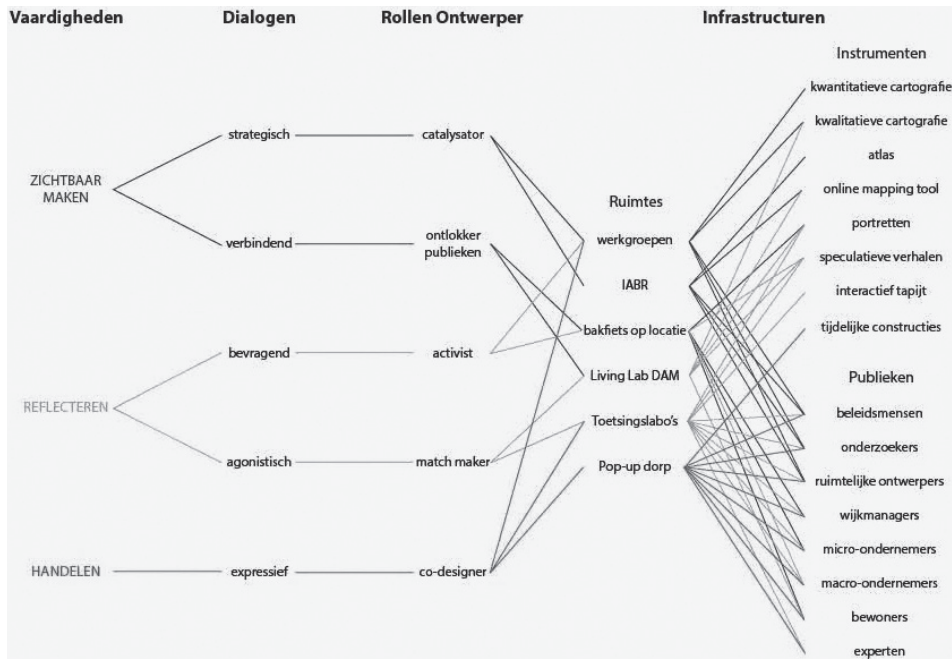 Vaardigheden
Dialogen
Rollen Ontwerper
Infrastructuren
ZICHTBAAR
MAKEN
REFLECTEREN
HANDELEN
strategisch
verbindend
bevragend
agonistisch
expressief
catalysator
ontlokker
publieken
activist
match maker
co-designer
Ruimtes
werkgroepen
IABR
bakfiets op locatie
Living Lab DAM
Toetsingslabo's
Pop-up dorp
Instrumenten
kwantitatieve cartografie
kwalitatieve cartografie
atlas
online mapping tool
portretten
speculatieve verhalen
interactief tapijt
tijdelijke constructies
Publieken
beleidsmensen
onderzoekers
ruimtelijke ontwerpers
wijkmanagers
micro-ondernemers
macro-ondernemers
bewoners
experten